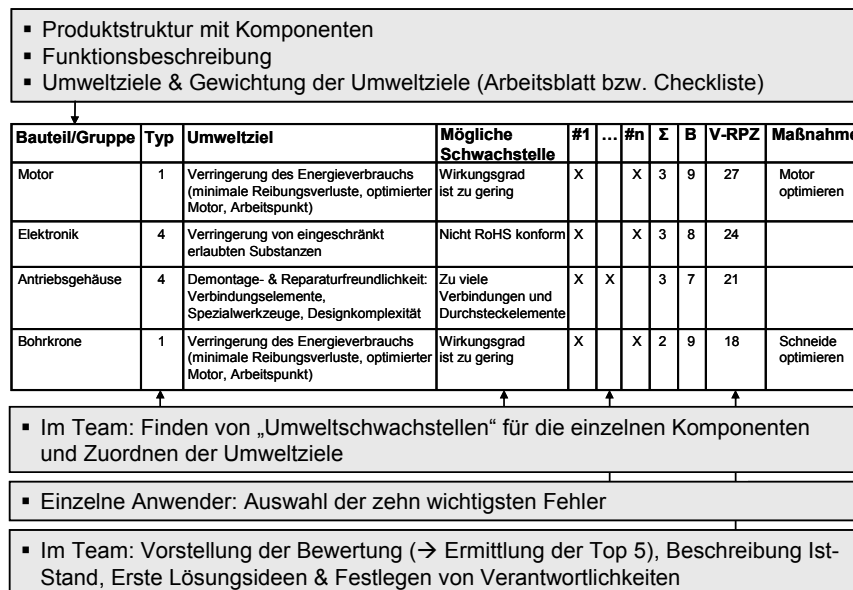 ▪ Produktstruktur mit Komponenten
▪ Funktionsbeschreibung
▪ Umweltziele & Gewichtung der Umweltziele (Arbeitsblatt bzw. Checkliste)
Bauteil/Gruppe Typ Umweltziel Mögliche Schwachstelle #1 ... #n Σ B V-RPZ Maßnahme
Motor 1 Verringerung des Energieverbrauchs Wirkungsgrad X X 3 9 27 Motor
(minimale Reibungsverluste, optimierter ist zu gering optimieren
Motor, Arbeitspunkt)
Elektronik 4 Verringerung von eingeschränkt Nicht RoHS konform X X 3 8 24
erlaubten Substanzen
Antriebsgehäuse 4 Demontage- & Reparaturfreundlichkeit: Zu viele X X 3 7 21
Verbindungselemente, Verbindungen und
Spezialwerkzeuge, Designkomplexität Durchsteckelemente
Bohrkrone 1 Verringerung des Energieverbrauchs Wirkungsgrad X X 2 9 18 Schneide
(minimale Reibungsverluste, optimierter ist zu gering optimieren
Motor, Arbeitspunkt)
▪ Im Team: Finden von „Umweltschwachstellen“ für die einzelnen Komponenten
und Zuordnen der Umweltziele
▪ Einzelne Anwender: Auswahl der zehn wichtigsten Fehler
▪ Im Team: Vorstellung der Bewertung (→ Ermittlung der Top 5), Beschreibung Ist-
Stand, Erste Lösungsideen & Festlegen von Verantwortlichkeiten